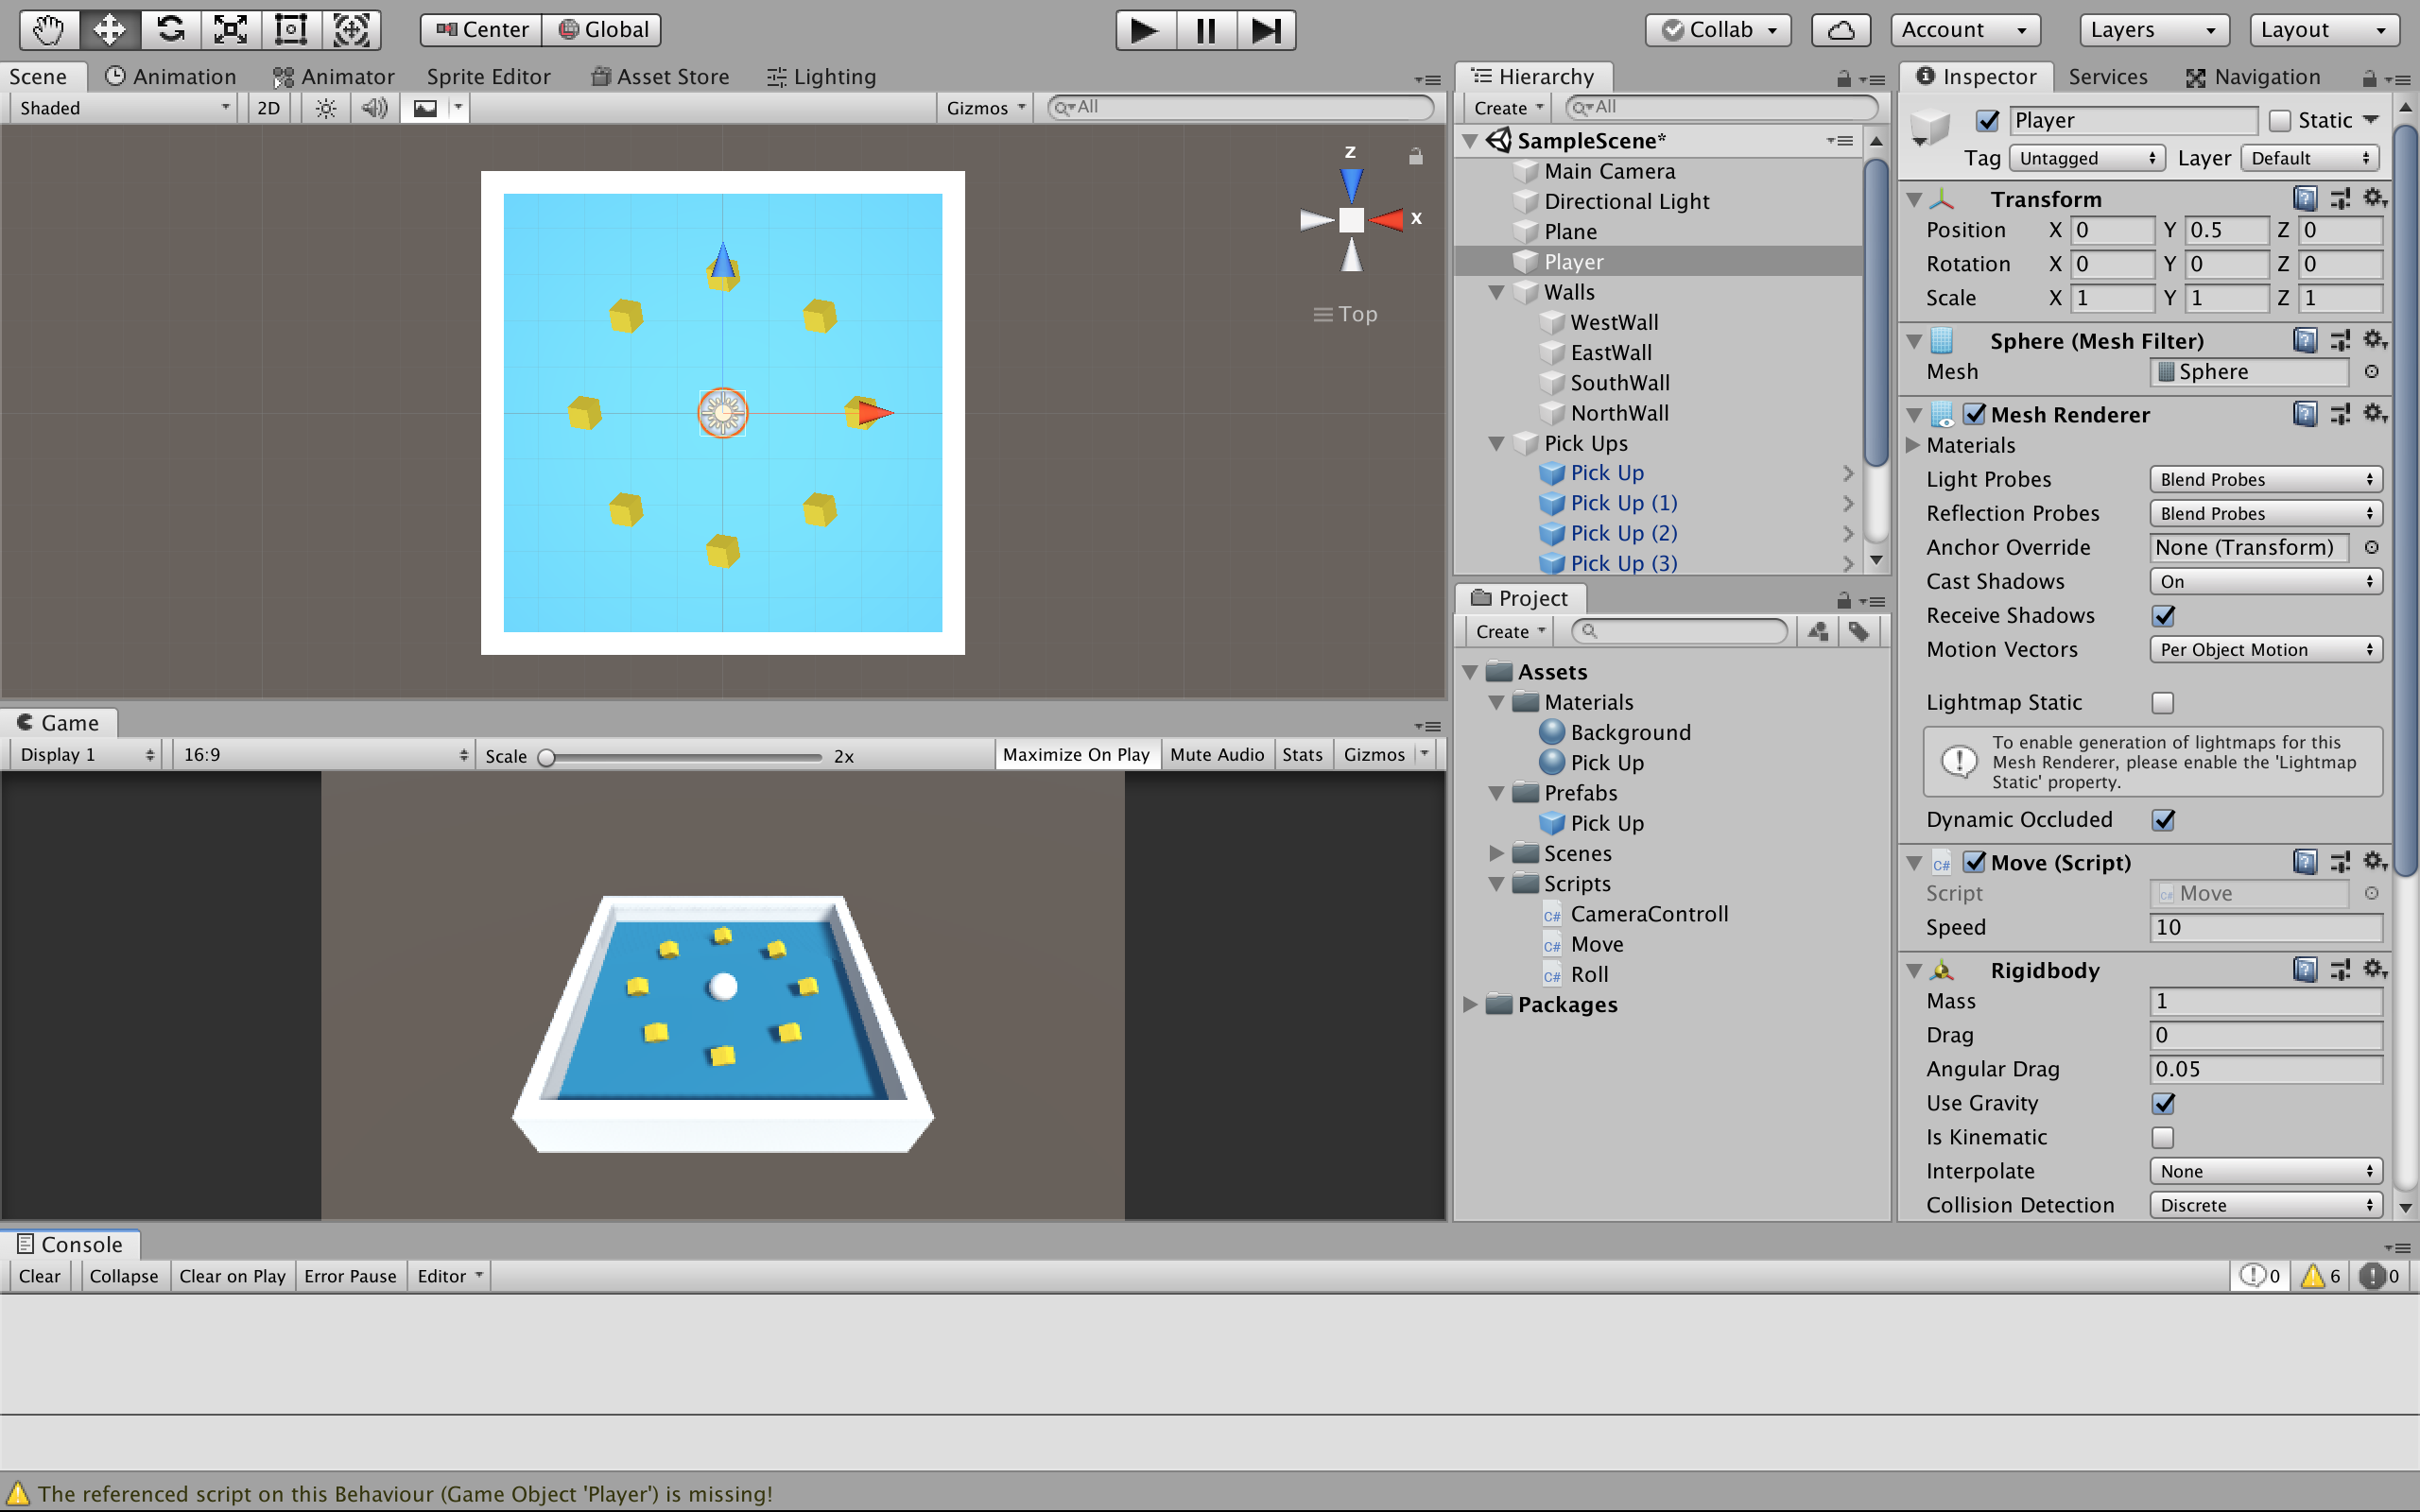 Center Global Collab Account Layers Layout
Scene Animation Animator Sprite Editor Asset Store Lighting
Shaded 2D Gizmos All
z
x
Top
Game
Display 1 16:9 Scale 2x Maximize On Play Mute Audio Stats Gizmos
Hierarchy
Create All
SampleScene*
Main Camera
Directional Light
Plane
Player
Walls
WestWall
EastWall
SouthWall
NorthWall
Pick Ups
Pick Up
Pick Up (1)
Pick Up (2)
Pick Up (3)
Project
Create
Assets
Materials
Background
Pick Up
Prefabs
Pick Up
Scenes
Scripts
C# CameraControll
C# Move
C# Roll
Packages
Inspector Services Navigation
Player Static
Tag Untagged Layer Default
Transform
Position X 0 Y 0.5 Z 0
Rotation X 0 Y 0 Z 0
Scale X 1 Y 1 Z 1
Sphere (Mesh Filter)
Mesh Sphere
Mesh Renderer
Materials
Light Probes Blend Probes
Reflection Probes Blend Probes
Anchor Override None (Transform)
Cast Shadows On
Receive Shadows
Motion Vectors Per Object Motion
Lightmap Static
To enable generation of lightmaps for this
Mesh Renderer, please enable the 'Lightmap
Static' property.
Dynamic Occluded
C# Move (Script)
Script Move
Speed 10
Rigidbody
Mass 1
Drag 0
Angular Drag 0.05
Use Gravity
Is Kinematic
Interpolate None
Collision Detection Discrete
Console
Clear Collapse Clear on Play Error Pause Editor 0 6 0
The referenced script on this Behaviour (Game Object 'Player') is missing!